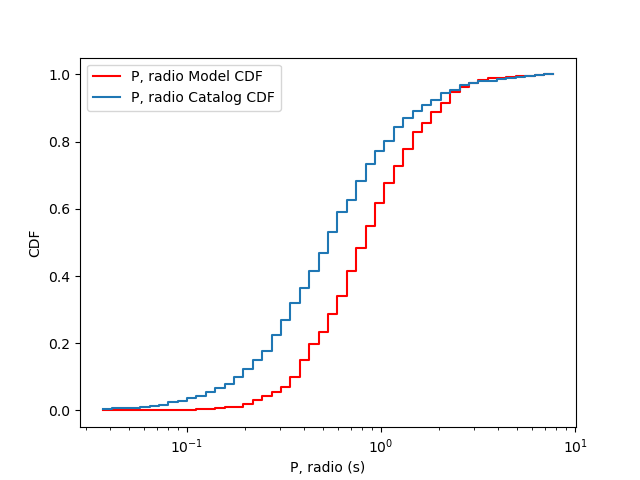 P, radio Model CDF
P, radio Catalog CDF
1.0
0.8
0.6
0.4
0.2
0.0
CDF
10⁻¹ 10⁰ 10¹
P, radio (s)